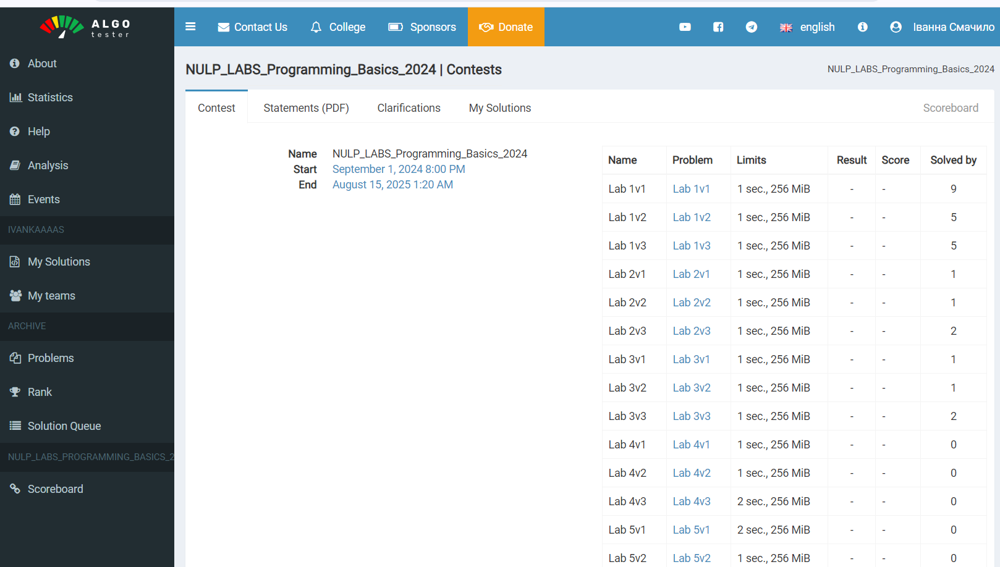 ALGO
tester
Contact Us
College
Sponsors
Donate
english
Іванна Смачило
About
Statistics
Help
Analysis
Events
IVANKAAAAS
My Solutions
My teams
ARCHIVE
Problems
Rank
Solution Queue
NULP_LABS_PROGRAMMING_BASICS_2
Scoreboard
NULP_LABS_Programming_Basics_2024 | Contests
NULP_LABS_Programming_Basics_2024
Contest Statements (PDF) Clarifications My Solutions Scoreboard
Name NULP_LABS_Programming_Basics_2024
Start September 1, 2024 8:00 PM
End August 15, 2025 1:20 AM
Name Problem Limits Result Score Solved by
Lab 1v1 Lab 1v1 1 sec., 256 MiB - - 9
Lab 1v2 Lab 1v2 1 sec., 256 MiB - - 5
Lab 1v3 Lab 1v3 1 sec., 256 MiB - - 5
Lab 2v1 Lab 2v1 1 sec., 256 MiB - - 1
Lab 2v2 Lab 2v2 1 sec., 256 MiB - - 1
Lab 2v3 Lab 2v3 1 sec., 256 MiB - - 2
Lab 3v1 Lab 3v1 1 sec., 256 MiB - - 1
Lab 3v2 Lab 3v2 1 sec., 256 MiB - - 1
Lab 3v3 Lab 3v3 1 sec., 256 MiB - - 2
Lab 4v1 Lab 4v1 1 sec., 256 MiB - - 0
Lab 4v2 Lab 4v2 1 sec., 256 MiB - - 0
Lab 4v3 Lab 4v3 2 sec., 256 MiB - - 0
Lab 5v1 Lab 5v1 2 sec., 256 MiB - - 0
Lab 5v2 Lab 5v2 1 sec., 256 MiB - - 0